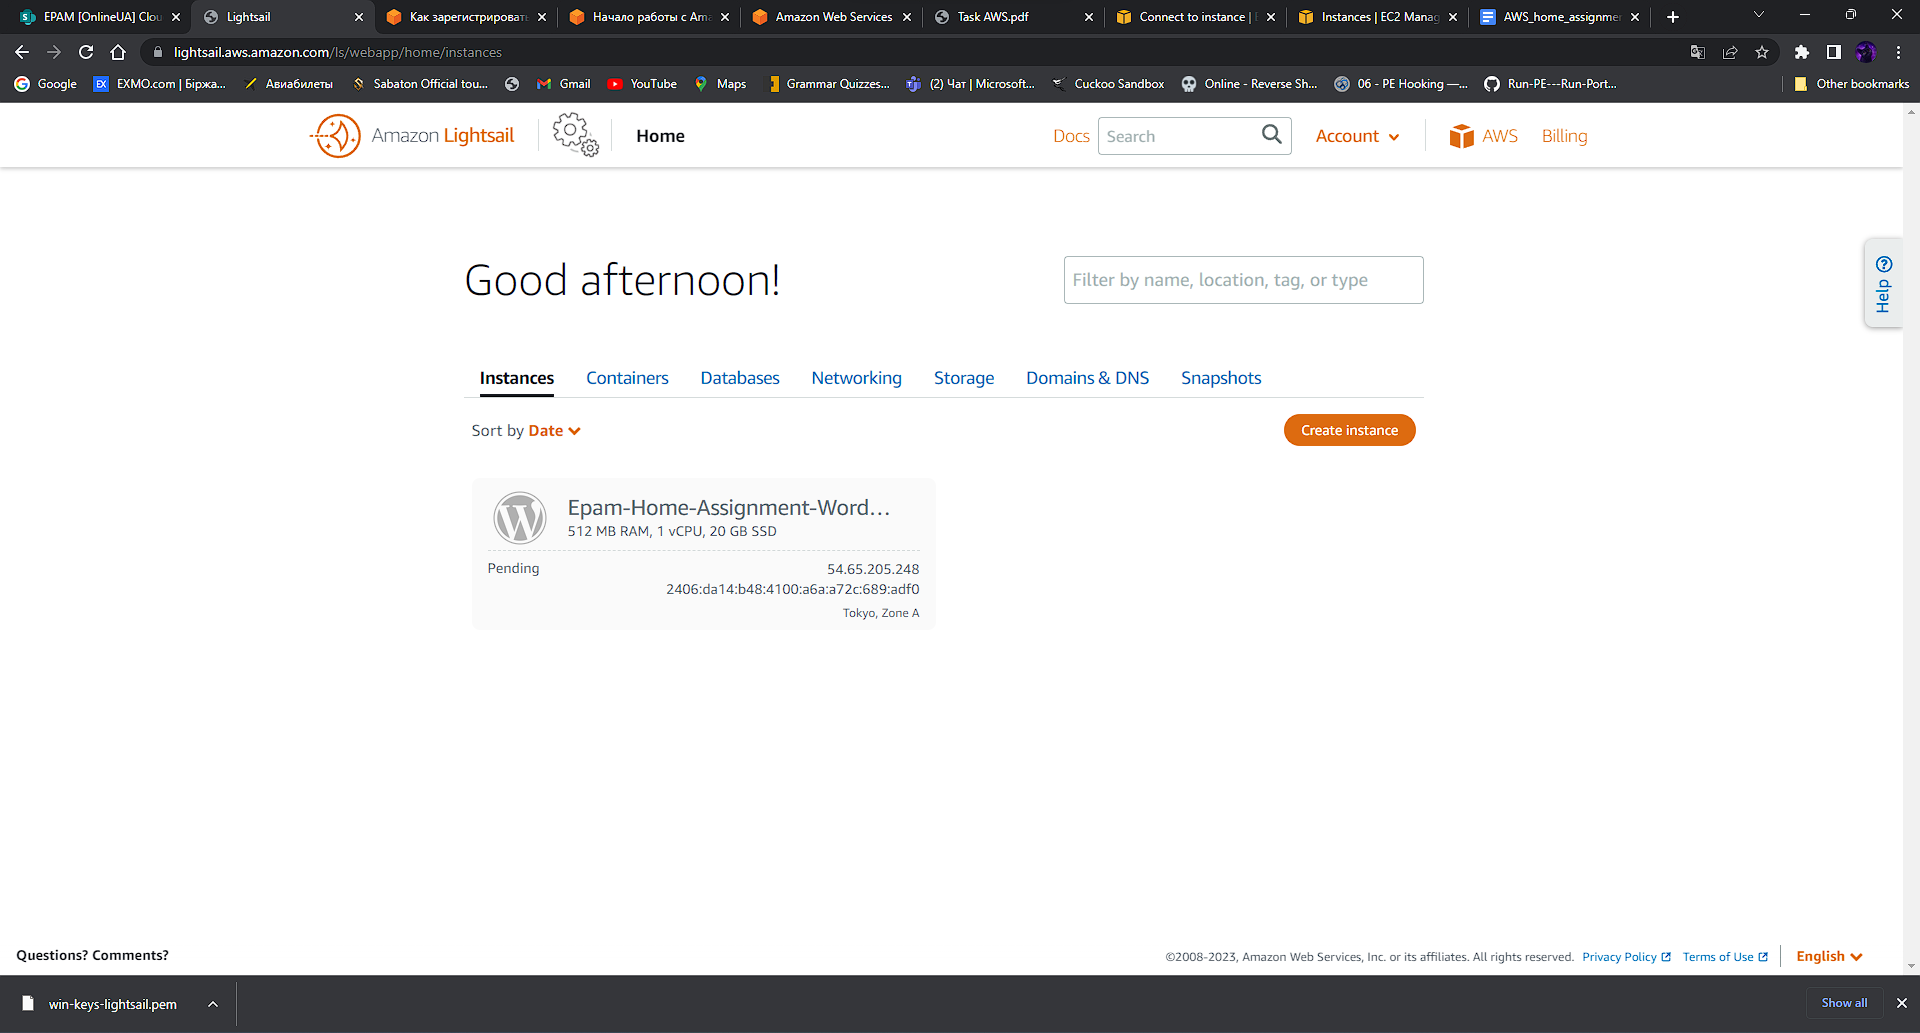 EPAM [OnlineUA] Clou
Lightsail
Как зарегистрироват
Начало работы с Ama
Amazon Web Services
Task AWS.pdf
Connect to instance | E
Instances | EC2 Manag
AWS_home_assignmen
lightsail.aws.amazon.com/ls/webapp/home/instances
Google
EX
EXMO.com | Біржа...
Авиабилеты
Sabaton Official tou...
Gmail
YouTube
Maps
Grammar Quizzes...
(2) Чат | Microsoft...
Cuckoo Sandbox
Online - Reverse Sh...
06 - PE Hooking —...
Run-PE---Run-Port...
Other bookmarks
Amazon Lightsail
Home
Docs
Search
Account
AWS
Billing
Good afternoon!
Filter by name, location, tag, or type
Help
Instances
Containers
Databases
Networking
Storage
Domains & DNS
Snapshots
Sort by Date
Create instance
Epam-Home-Assignment-Word...
512 MB RAM, 1 vCPU, 20 GB SSD
Pending
54.65.205.248
2406:da14:b48:4100:a6a:a72c:689:adf0
Tokyo, Zone A
Questions? Comments?
©2008-2023, Amazon Web Services, Inc. or its affiliates. All rights reserved.
Privacy Policy
Terms of Use
English
win-keys-lightsail.pem
Show all